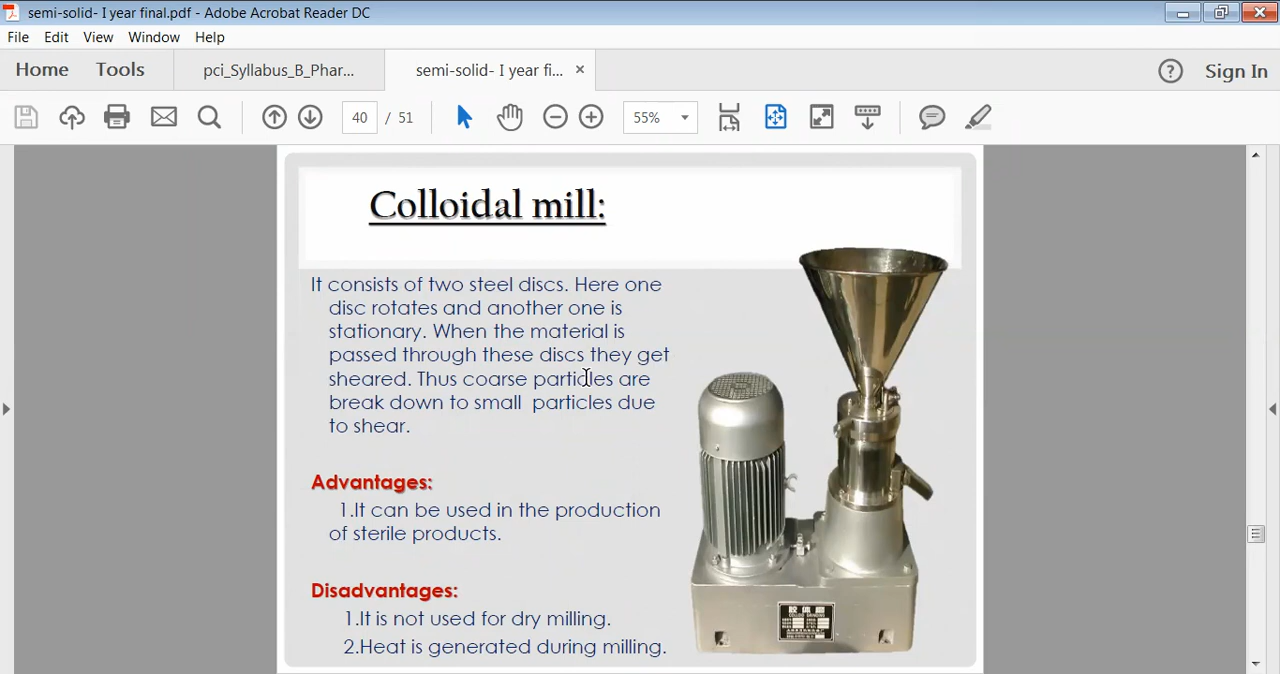 semi-solid- I year final.pdf - Adobe Acrobat Reader DC
File Edit View Window Help
Home Tools pci_Syllabus_B_Phar... semi-solid- I year fi... × Sign In
40 / 51 55%
Colloidal mill:
It consists of two steel discs. Here one
disc rotates and another one is
stationary. When the material is
passed through these discs they get
sheared. Thus coarse particles are
break down to small particles due
to shear.
Advantages:
1.It can be used in the production
of sterile products.
Disadvantages:
1.It is not used for dry milling.
2.Heat is generated during milling.